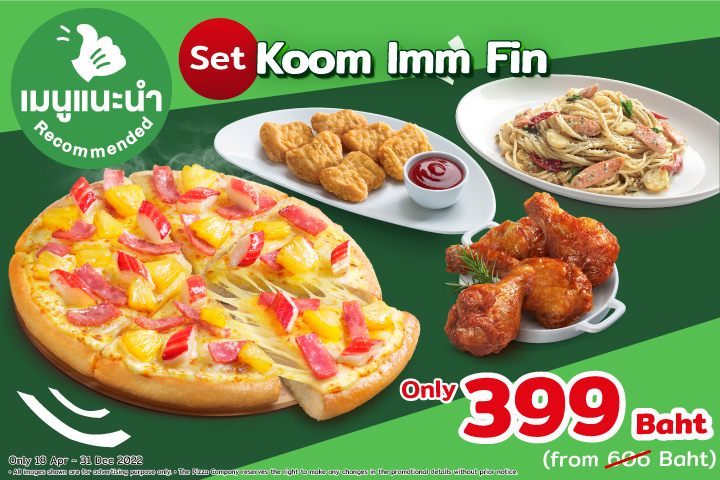 เมนูแนะนำ
Recommended
Set Koom Imm Fin
Only 399 Baht
(from 606 Baht)
Only 18 Apr - 31 Dec 2022
• All images shown are for advertising purpose only. • The Pizza Company reserves the right to make any changes in the promotional details without prior notice.